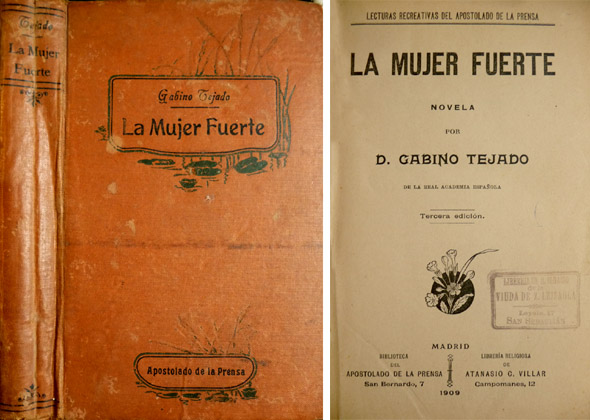 Tejado
La Mujer
Fuerte
Gabino Tejado
La Mujer Fuerte
Apostolado de la Prensa
LECTURAS RECREATIVAS DEL APOSTOLADO DE LA PRENSA
LA MUJER FUERTE
NOVELA
POR
D. GABINO TEJADO
DE LA REAL ACADEMIA ESPAÑOLA
Tercera edición.
VIUDA DE
SAN SEBASTIÁN
MADRID
BIBLIOTECA
DEL
APOSTOLADO DE LA PRENSA
San Bernardo, 7
LIBRERÍA RELIGIOSA
DE
ATANASIO C. VILLAR
Campomanes, 12
1909